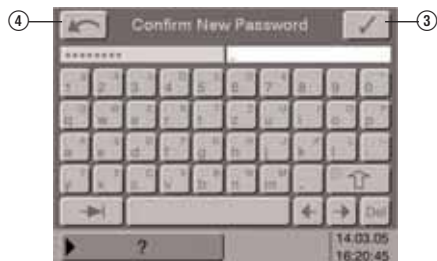 4 Confirm New Password 3
********
1 2 3 4 5 6 7 8 9 0
q w e r t z u i o p
a s d f g h j k l
y x c v b n m .
Del
? 14.03.05
16:20:45